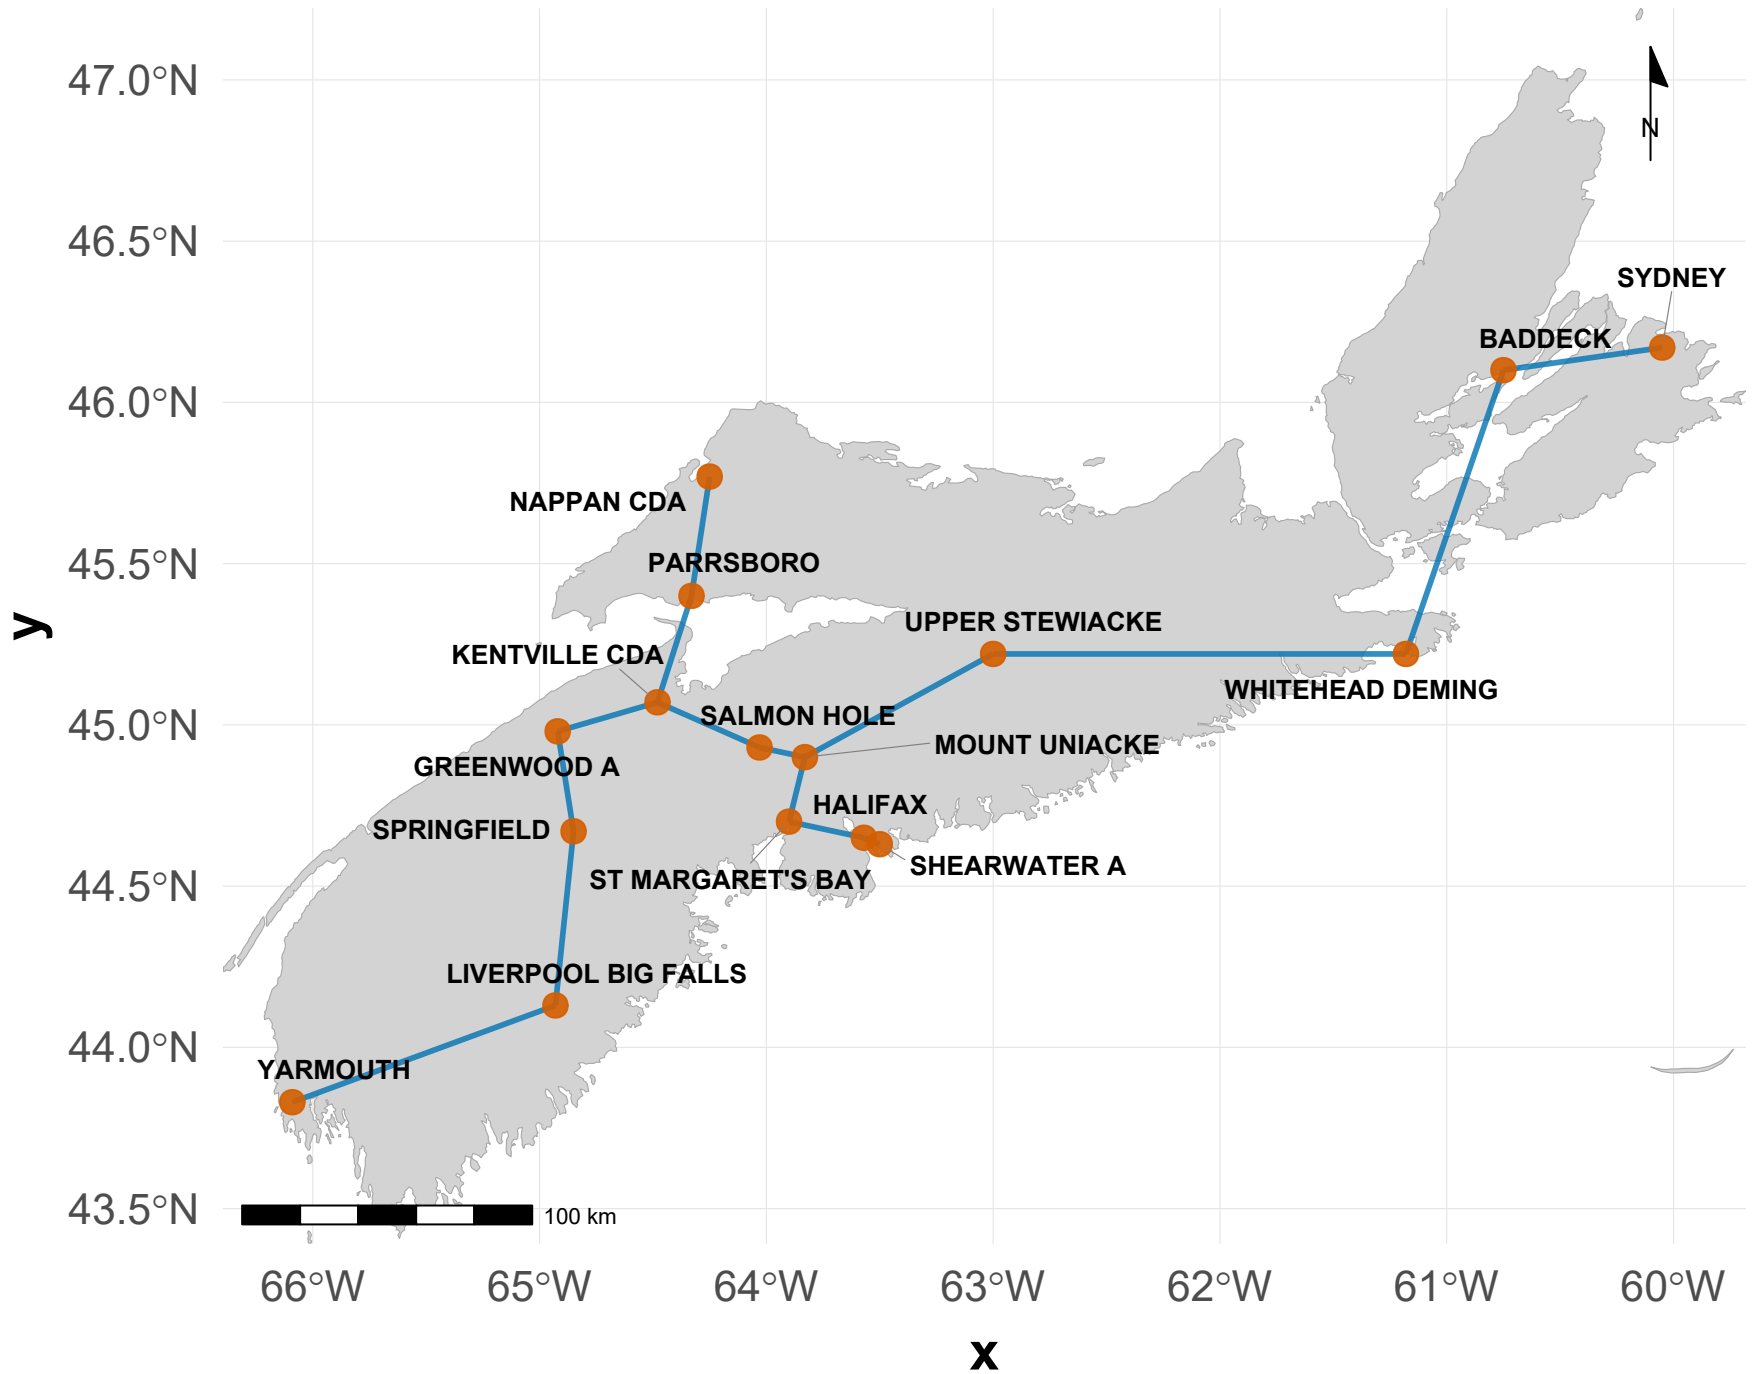 47.0°N
46.5°N
46.0°N
45.5°N
45.0°N
44.5°N
44.0°N
43.5°N
y
N
SYDNEY
BADDECK
NAPPAN CDA
PARRSBORO
UPPER STEWIACKE
KENTVILLE CDA
WHITEHEAD DEMING
SALMON HOLE
MOUNT UNIACKE
GREENWOOD A
HALIFAX
SPRINGFIELD
SHEARWATER A
ST MARGARET'S BAY
LIVERPOOL BIG FALLS
YARMOUTH
100 km
66°W
65°W
64°W
63°W
62°W
61°W
60°W
x